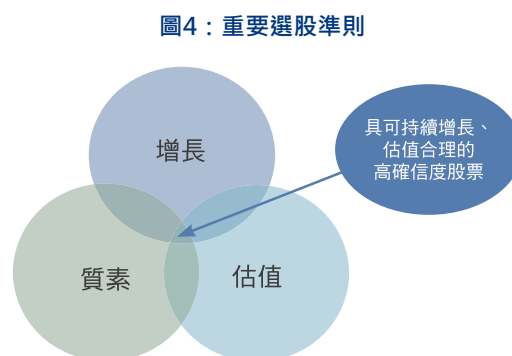 圖4：重要選股準則
增長
具可持續增長、
估值合理的
高確信度股票
質素
估值